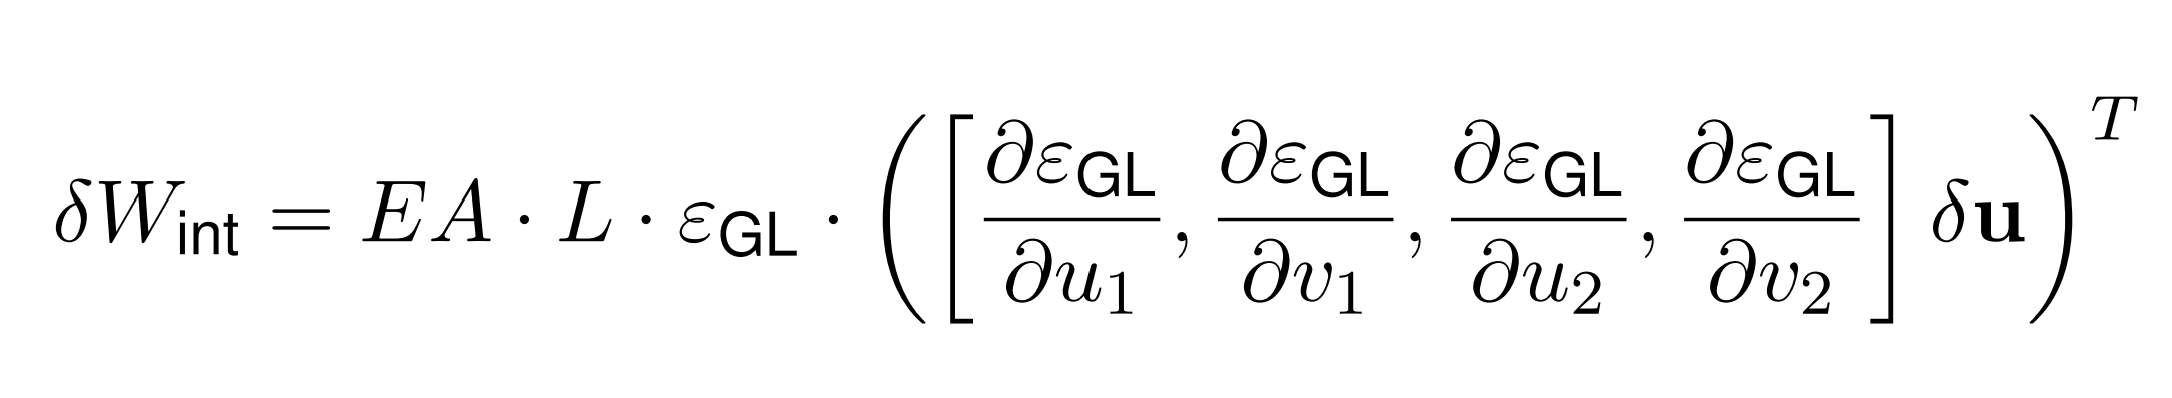 δW_int = EA · L · ε_GL · ([∂ε_GL/∂u_1, ∂ε_GL/∂v_1, ∂ε_GL/∂u_2, ∂ε_GL/∂v_2] δ𝐮)^T